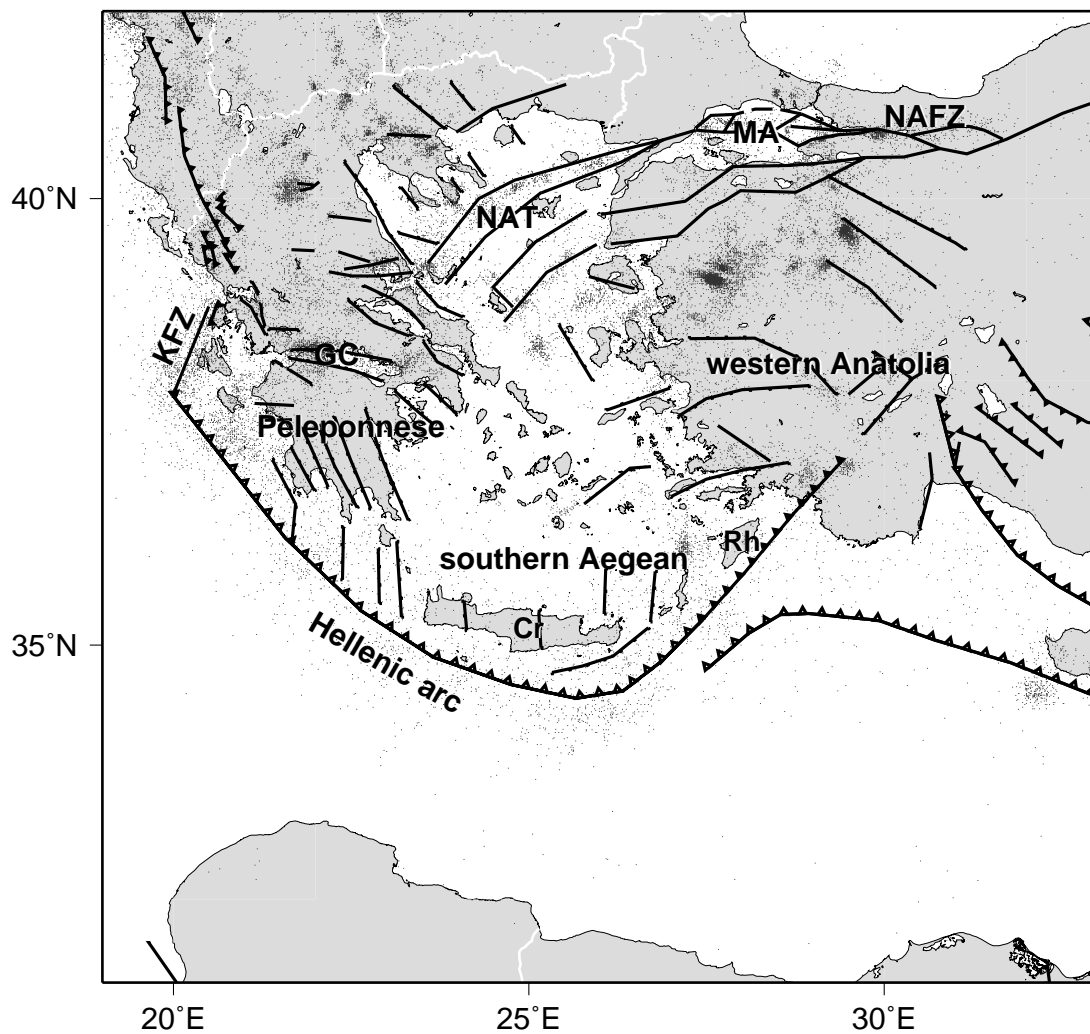 NAFZ
MA
40˚N
NAT
KFZ
GC
western Anatolia
Peleponnese
Rh
southern Aegean
Cr
35˚N
Hellenic arc
20˚E
25˚E
30˚E